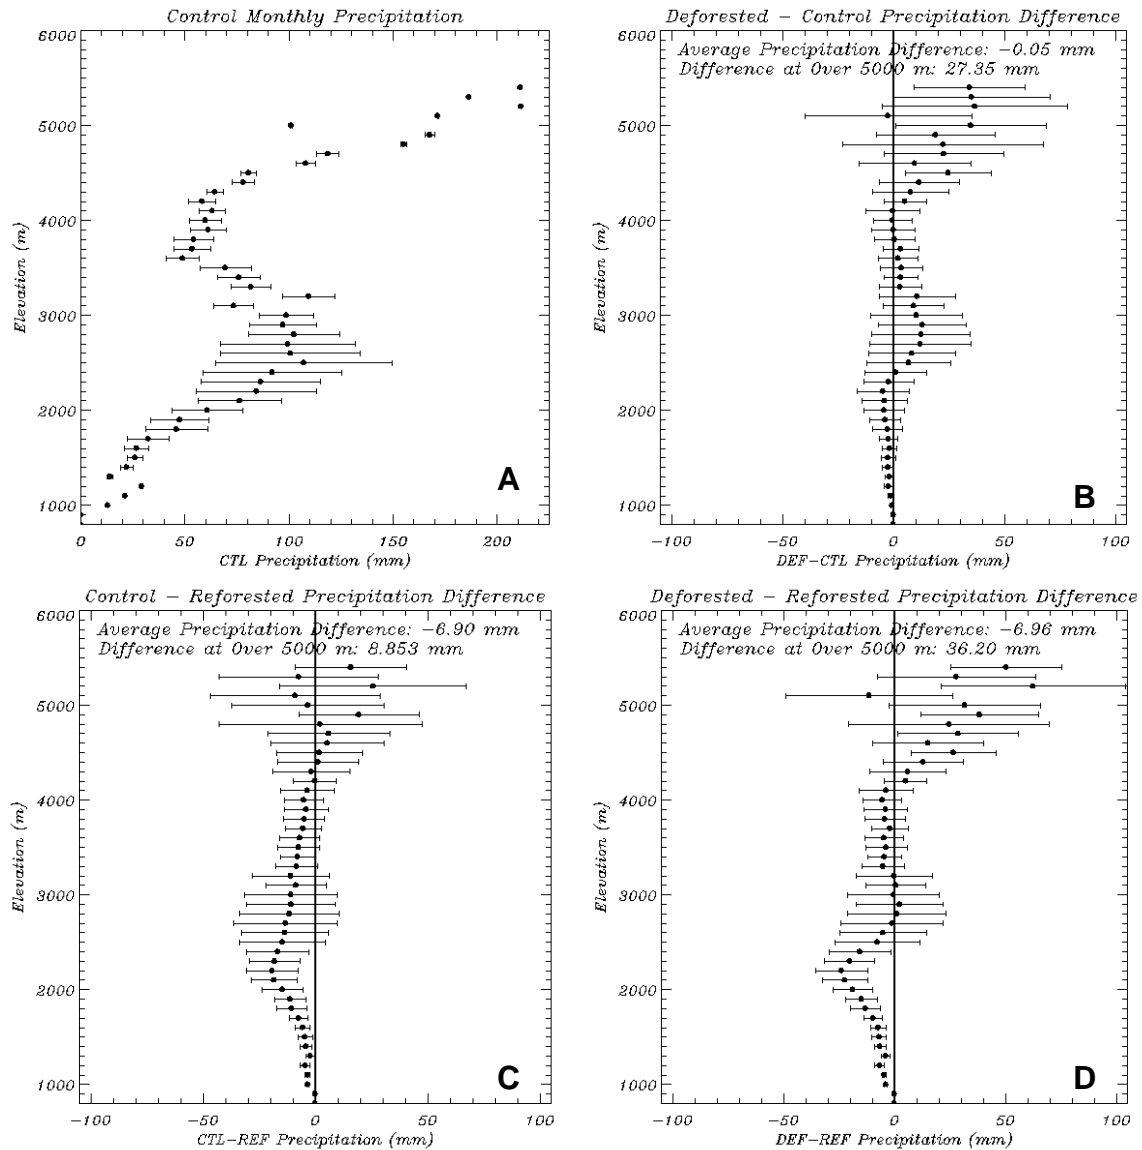 Control Monthly Precipitation
6000
5000
4000
3000
2000
1000
Elevation (m)
A
0 50 100 150 200
CTL Precipitation (mm)
Deforested − Control Precipitation Difference
Average Precipitation Difference: −0.05 mm
Difference at Over 5000 m: 27.35 mm
6000
5000
4000
3000
2000
1000
Elevation (m)
B
−100 −50 0 50 100
DEF−CTL Precipitation (mm)
Control − Reforested Precipitation Difference
Average Precipitation Difference: −6.90 mm
Difference at Over 5000 m: 8.853 mm
6000
5000
4000
3000
2000
1000
Elevation (m)
C
−100 −50 0 50 100
CTL−REF Precipitation (mm)
Deforested − Reforested Precipitation Difference
Average Precipitation Difference: −6.96 mm
Difference at Over 5000 m: 36.20 mm
6000
5000
4000
3000
2000
1000
Elevation (m)
D
−100 −50 0 50 100
DEF−REF Precipitation (mm)